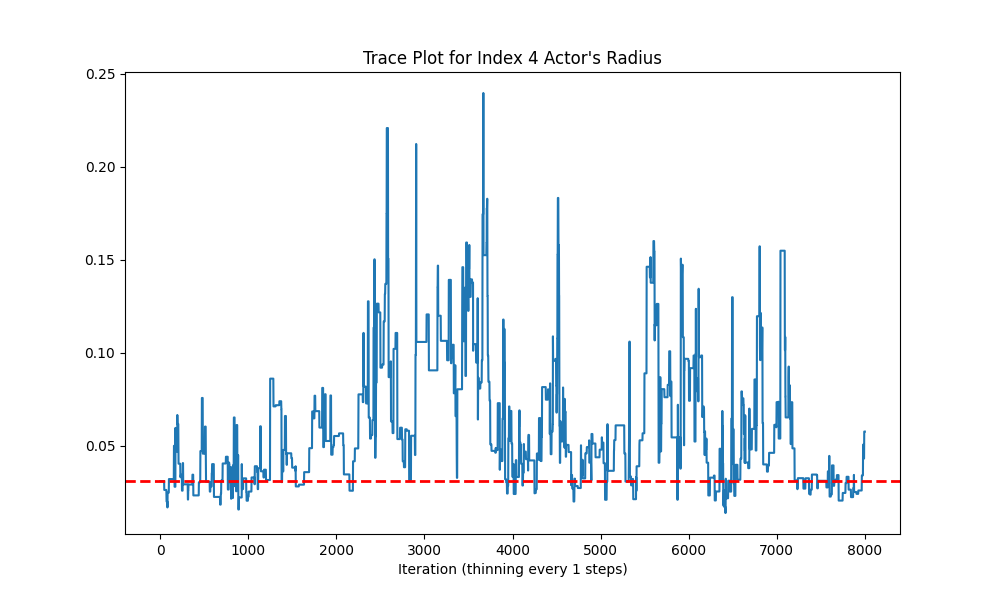 Trace Plot for Index 4 Actor's Radius
0.25
0.20
0.15
0.10
0.05
0 1000 2000 3000 4000 5000 6000 7000 8000
Iteration (thinning every 1 steps)